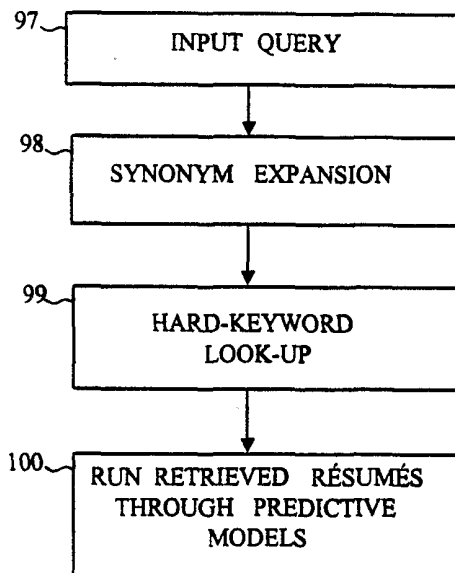 97
INPUT QUERY
98
SYNONYM EXPANSION
99
HARD-KEYWORD
LOOK-UP
100
RUN RETRIEVED RÉSUMÉS
THROUGH PREDICTIVE
MODELS